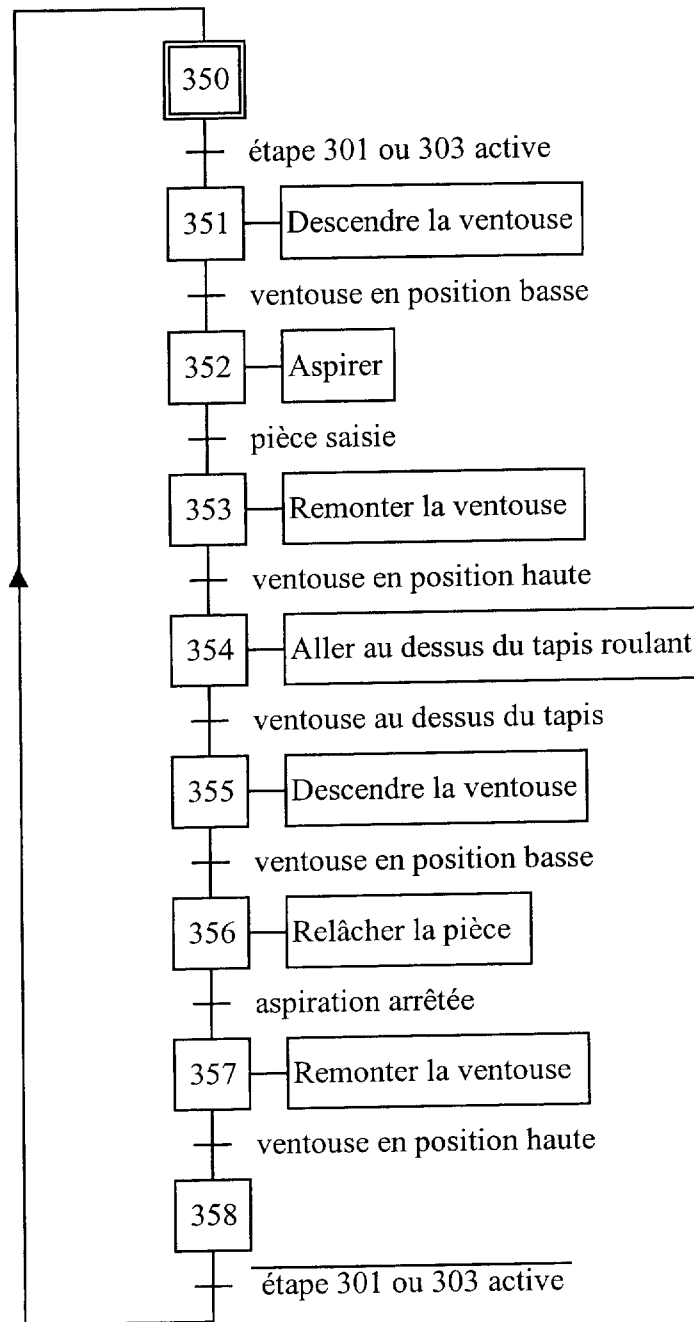 350
étape 301 ou 303 active
351
Descendre la ventouse
ventouse en position basse
352
Aspirer
pièce saisie
353
Remonter la ventouse
ventouse en position haute
354
Aller au dessus du tapis roulant
ventouse au dessus du tapis
355
Descendre la ventouse
ventouse en position basse
356
Relâcher la pièce
aspiration arrêtée
357
Remonter la ventouse
ventouse en position haute
358
étape 301 ou 303 active